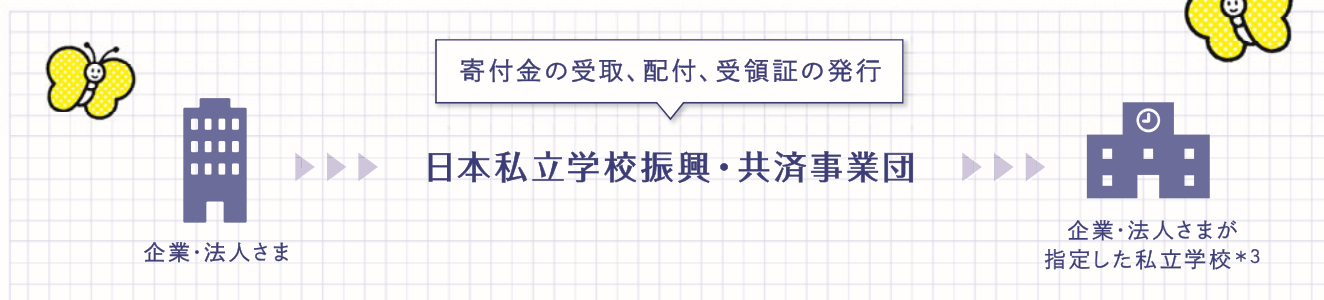 寄付金の受取、配付、受領証の発行
日本私立学校振興・共済事業団
企業・法人さま
企業・法人さまが
指定した私立学校*3